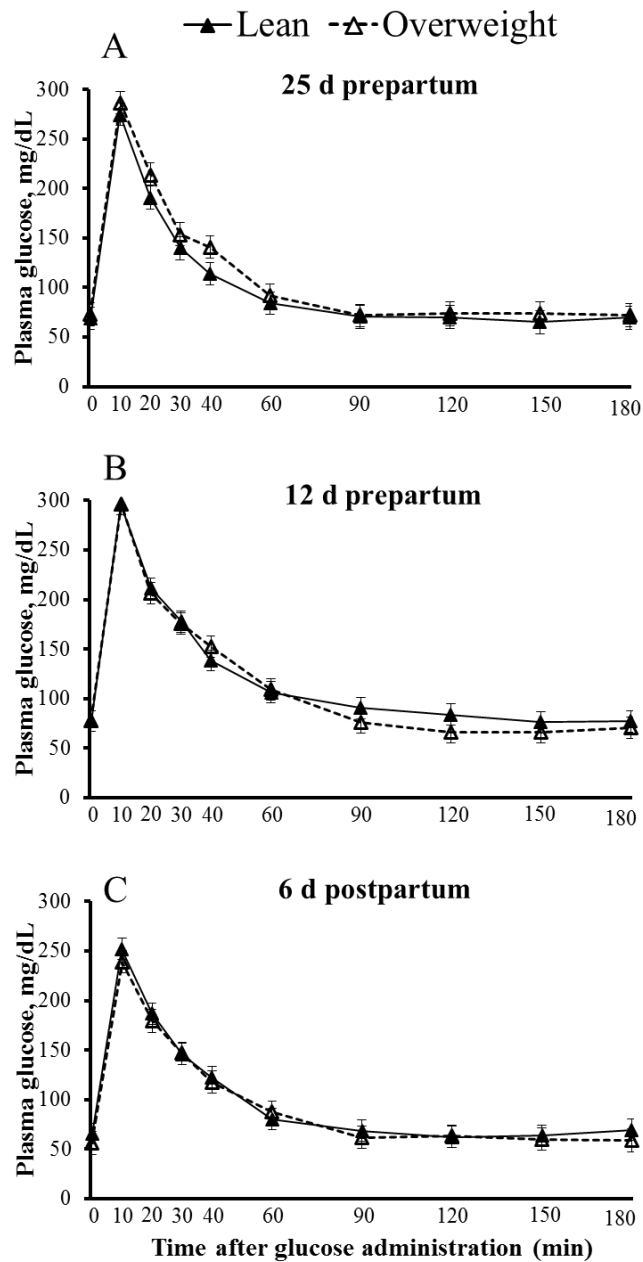 Lean Overweight
A
25 d prepartum
Plasma glucose, mg/dL
300
250
200
150
100
50
0
0 10 20 30 40 60 90 120 150 180
B
12 d prepartum
Plasma glucose, mg/dL
300
250
200
150
100
50
0
0 10 20 30 40 60 90 120 150 180
C
6 d postpartum
Plasma glucose, mg/dL
300
250
200
150
100
50
0
0 10 20 30 40 60 90 120 150 180
Time after glucose administration (min)